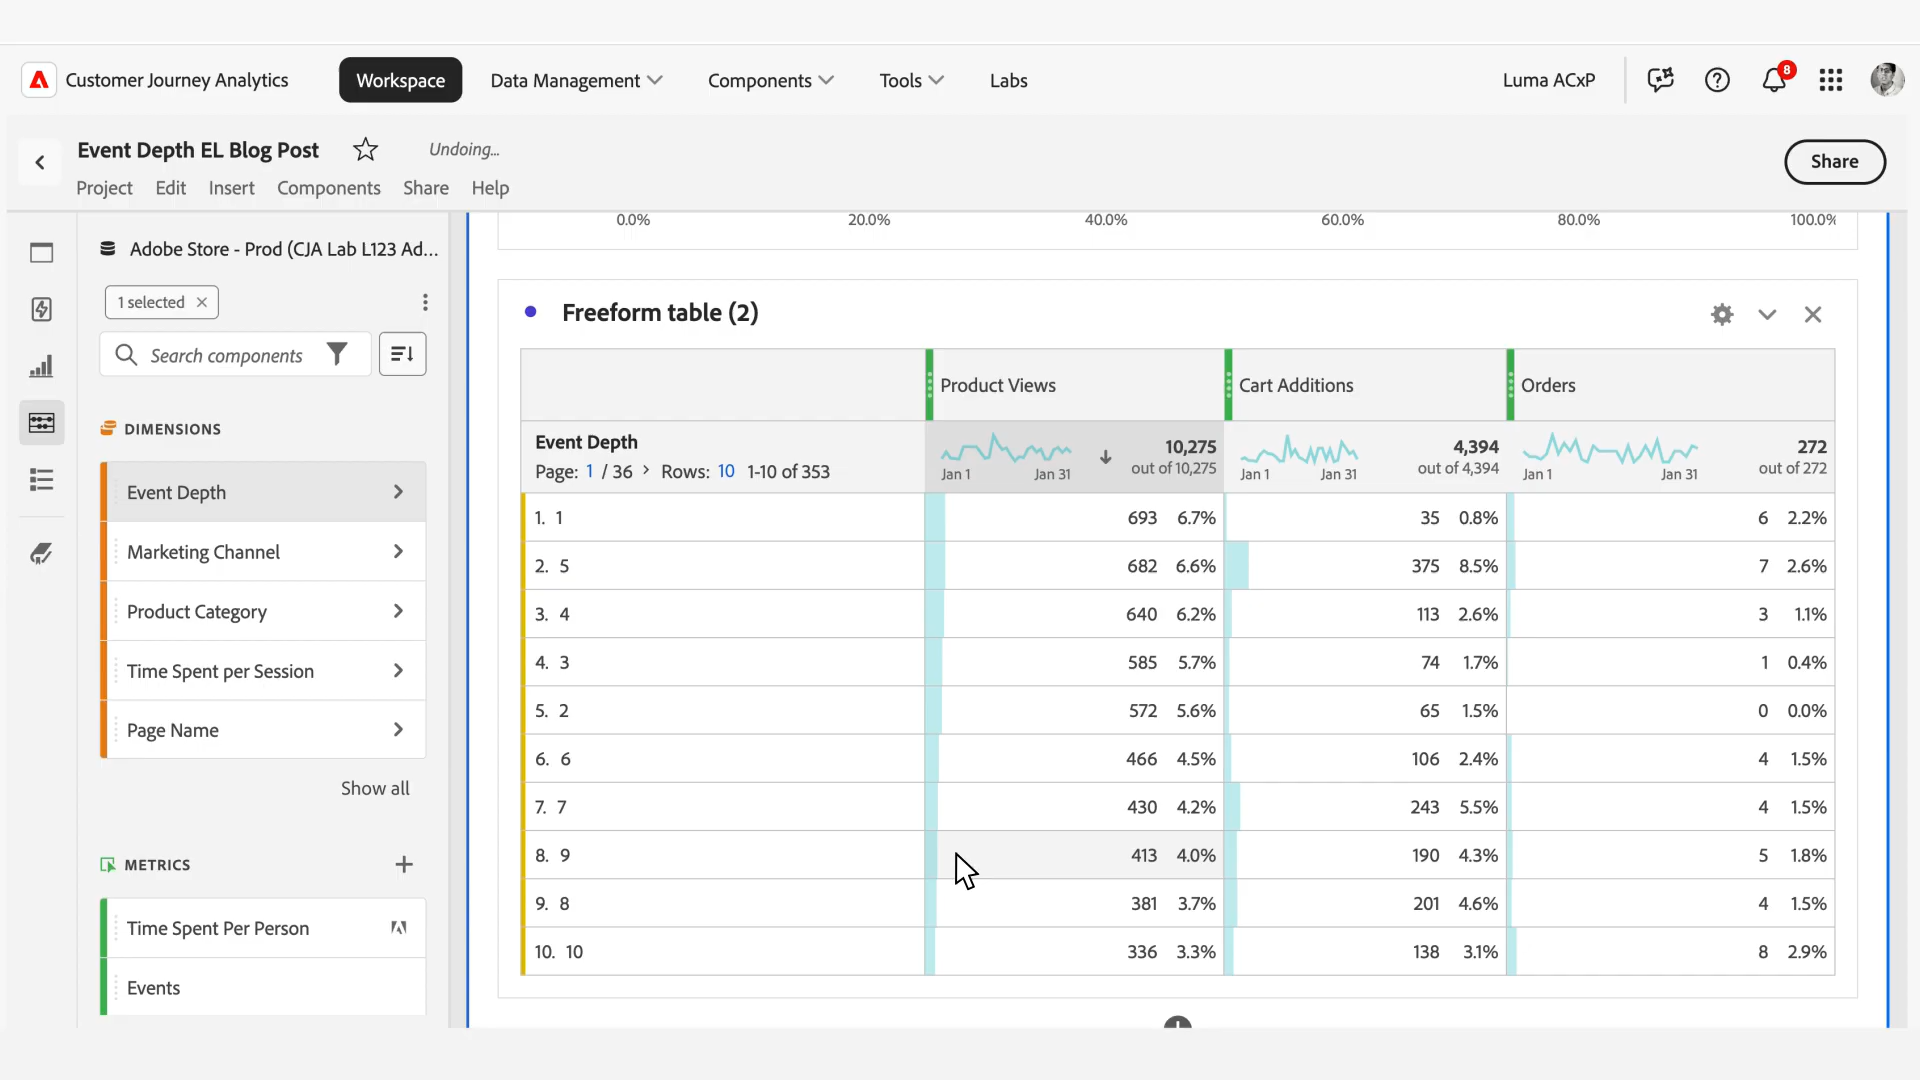 Customer Journey Analytics Workspace Data Management Components Tools Labs Luma ACxP 8
Event Depth EL Blog Post Undoing... Share
Project Edit Insert Components Share Help
0.0% 20.0% 40.0% 60.0% 80.0% 100.0%
Adobe Store - Prod (CJA Lab L123 Ad...
1 selected
Search components
DIMENSIONS
Event Depth
Marketing Channel
Product Category
Time Spent per Session
Page Name
Show all
METRICS
Time Spent Per Person
Events
Freeform table (2)
Product Views Cart Additions Orders
Event Depth 10,275 4,394 272
Page: 1 / 36 > Rows: 10 1-10 of 353 out of 10,275 out of 4,394 out of 272
Jan 1 Jan 31 Jan 1 Jan 31 Jan 1 Jan 31
1. 1 693 6.7% 35 0.8% 6 2.2%
2. 5 682 6.6% 375 8.5% 7 2.6%
3. 4 640 6.2% 113 2.6% 3 1.1%
4. 3 585 5.7% 74 1.7% 1 0.4%
5. 2 572 5.6% 65 1.5% 0 0.0%
6. 6 466 4.5% 106 2.4% 4 1.5%
7. 7 430 4.2% 243 5.5% 4 1.5%
8. 9 413 4.0% 190 4.3% 5 1.8%
9. 8 381 3.7% 201 4.6% 4 1.5%
10. 10 336 3.3% 138 3.1% 8 2.9%